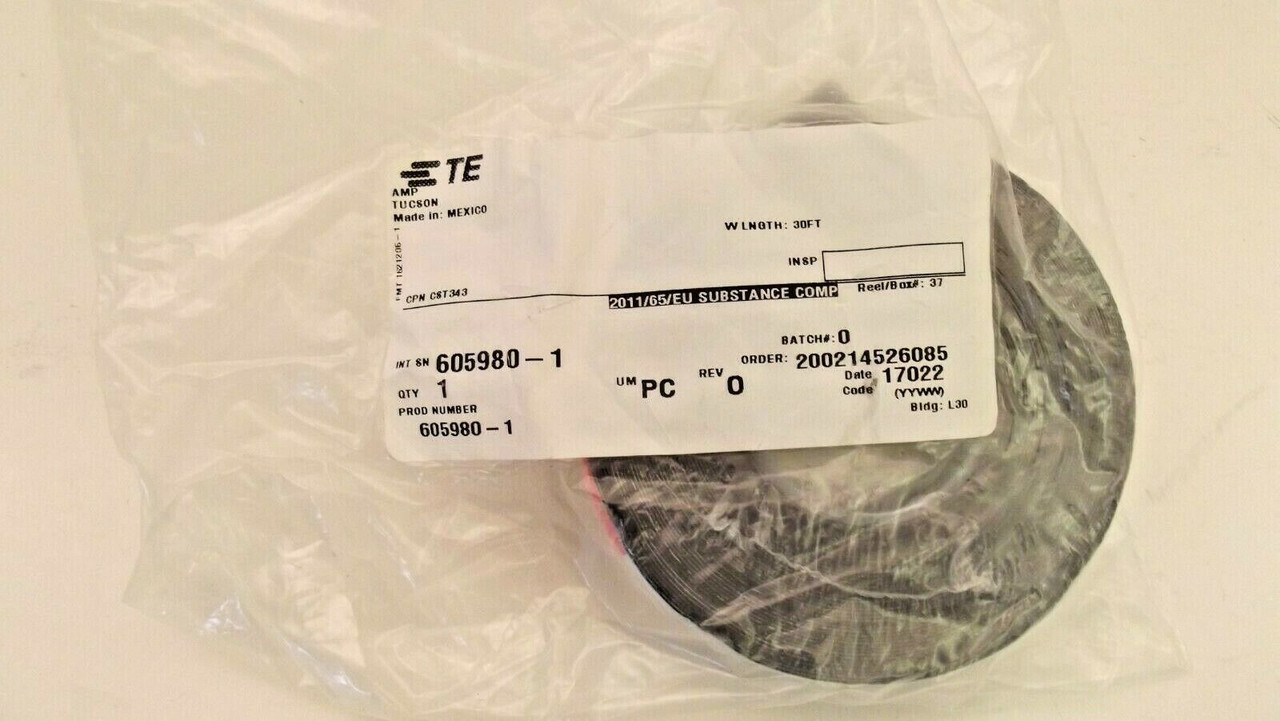 TE
AMP
TUCSON
Made in: MEXICO
W LNGTH: 30FT
INSP
CPN CST343
2011/65/EU SUBSTANCE COMP
Reel/Box#: 37
BATCH#: 0
INT SN 605980-1
ORDER: 200214526085
QTY 1
UM PC
REV O
Date Code 17022 (YYWW)
Bldg: L30
PROD NUMBER
605980-1